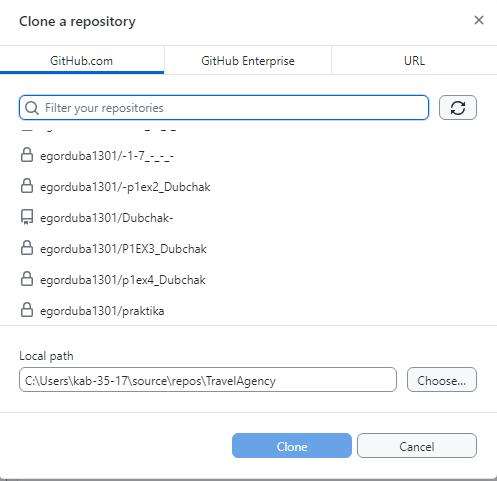 Clone a repository
GitHub.com GitHub Enterprise URL
Filter your repositories
egorduba1301/-1-7_-_-_-
egorduba1301/-p1ex2_Dubchak
egorduba1301/Dubchak-
egorduba1301/P1EX3_Dubchak
egorduba1301/p1ex4_Dubchak
egorduba1301/praktika
Local path
C:\Users\kab-35-17\source\repos\TravelAgency Choose...
Clone Cancel